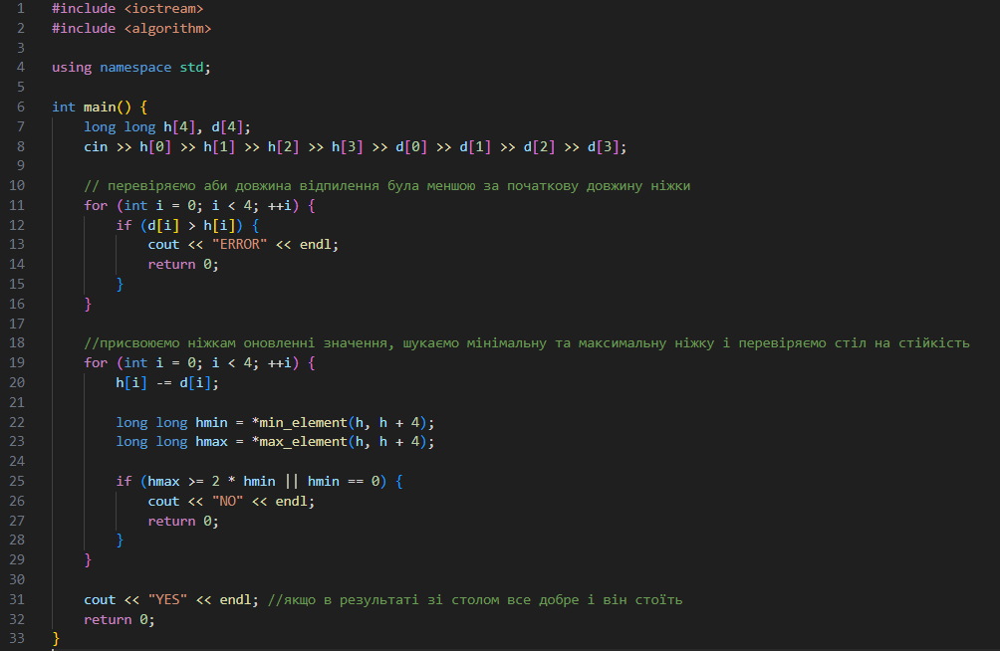 1 #include <iostream>
2 #include <algorithm>
3
4 using namespace std;
5
6 int main() {
7     long long h[4], d[4];
8     cin >> h[0] >> h[1] >> h[2] >> h[3] >> d[0] >> d[1] >> d[2] >> d[3];
9
10     // перевіряємо аби довжина відпилення була меншою за початкову довжину ніжки
11     for (int i = 0; i < 4; ++i) {
12         if (d[i] > h[i]) {
13             cout << "ERROR" << endl;
14             return 0;
15         }
16     }
17
18     //присвоюємо ніжкам оновленні значення, шукаємо мінімальну та максимальну ніжку і перевіряємо стіл на стійкість
19     for (int i = 0; i < 4; ++i) {
20         h[i] -= d[i];
21
22         long long hmin = *min_element(h, h + 4);
23         long long hmax = *max_element(h, h + 4);
24
25         if (hmax >= 2 * hmin || hmin == 0) {
26             cout << "NO" << endl;
27             return 0;
28         }
29     }
30
31     cout << "YES" << endl; //якщо в результаті зі столом все добре і він стоїть
32     return 0;
33 }